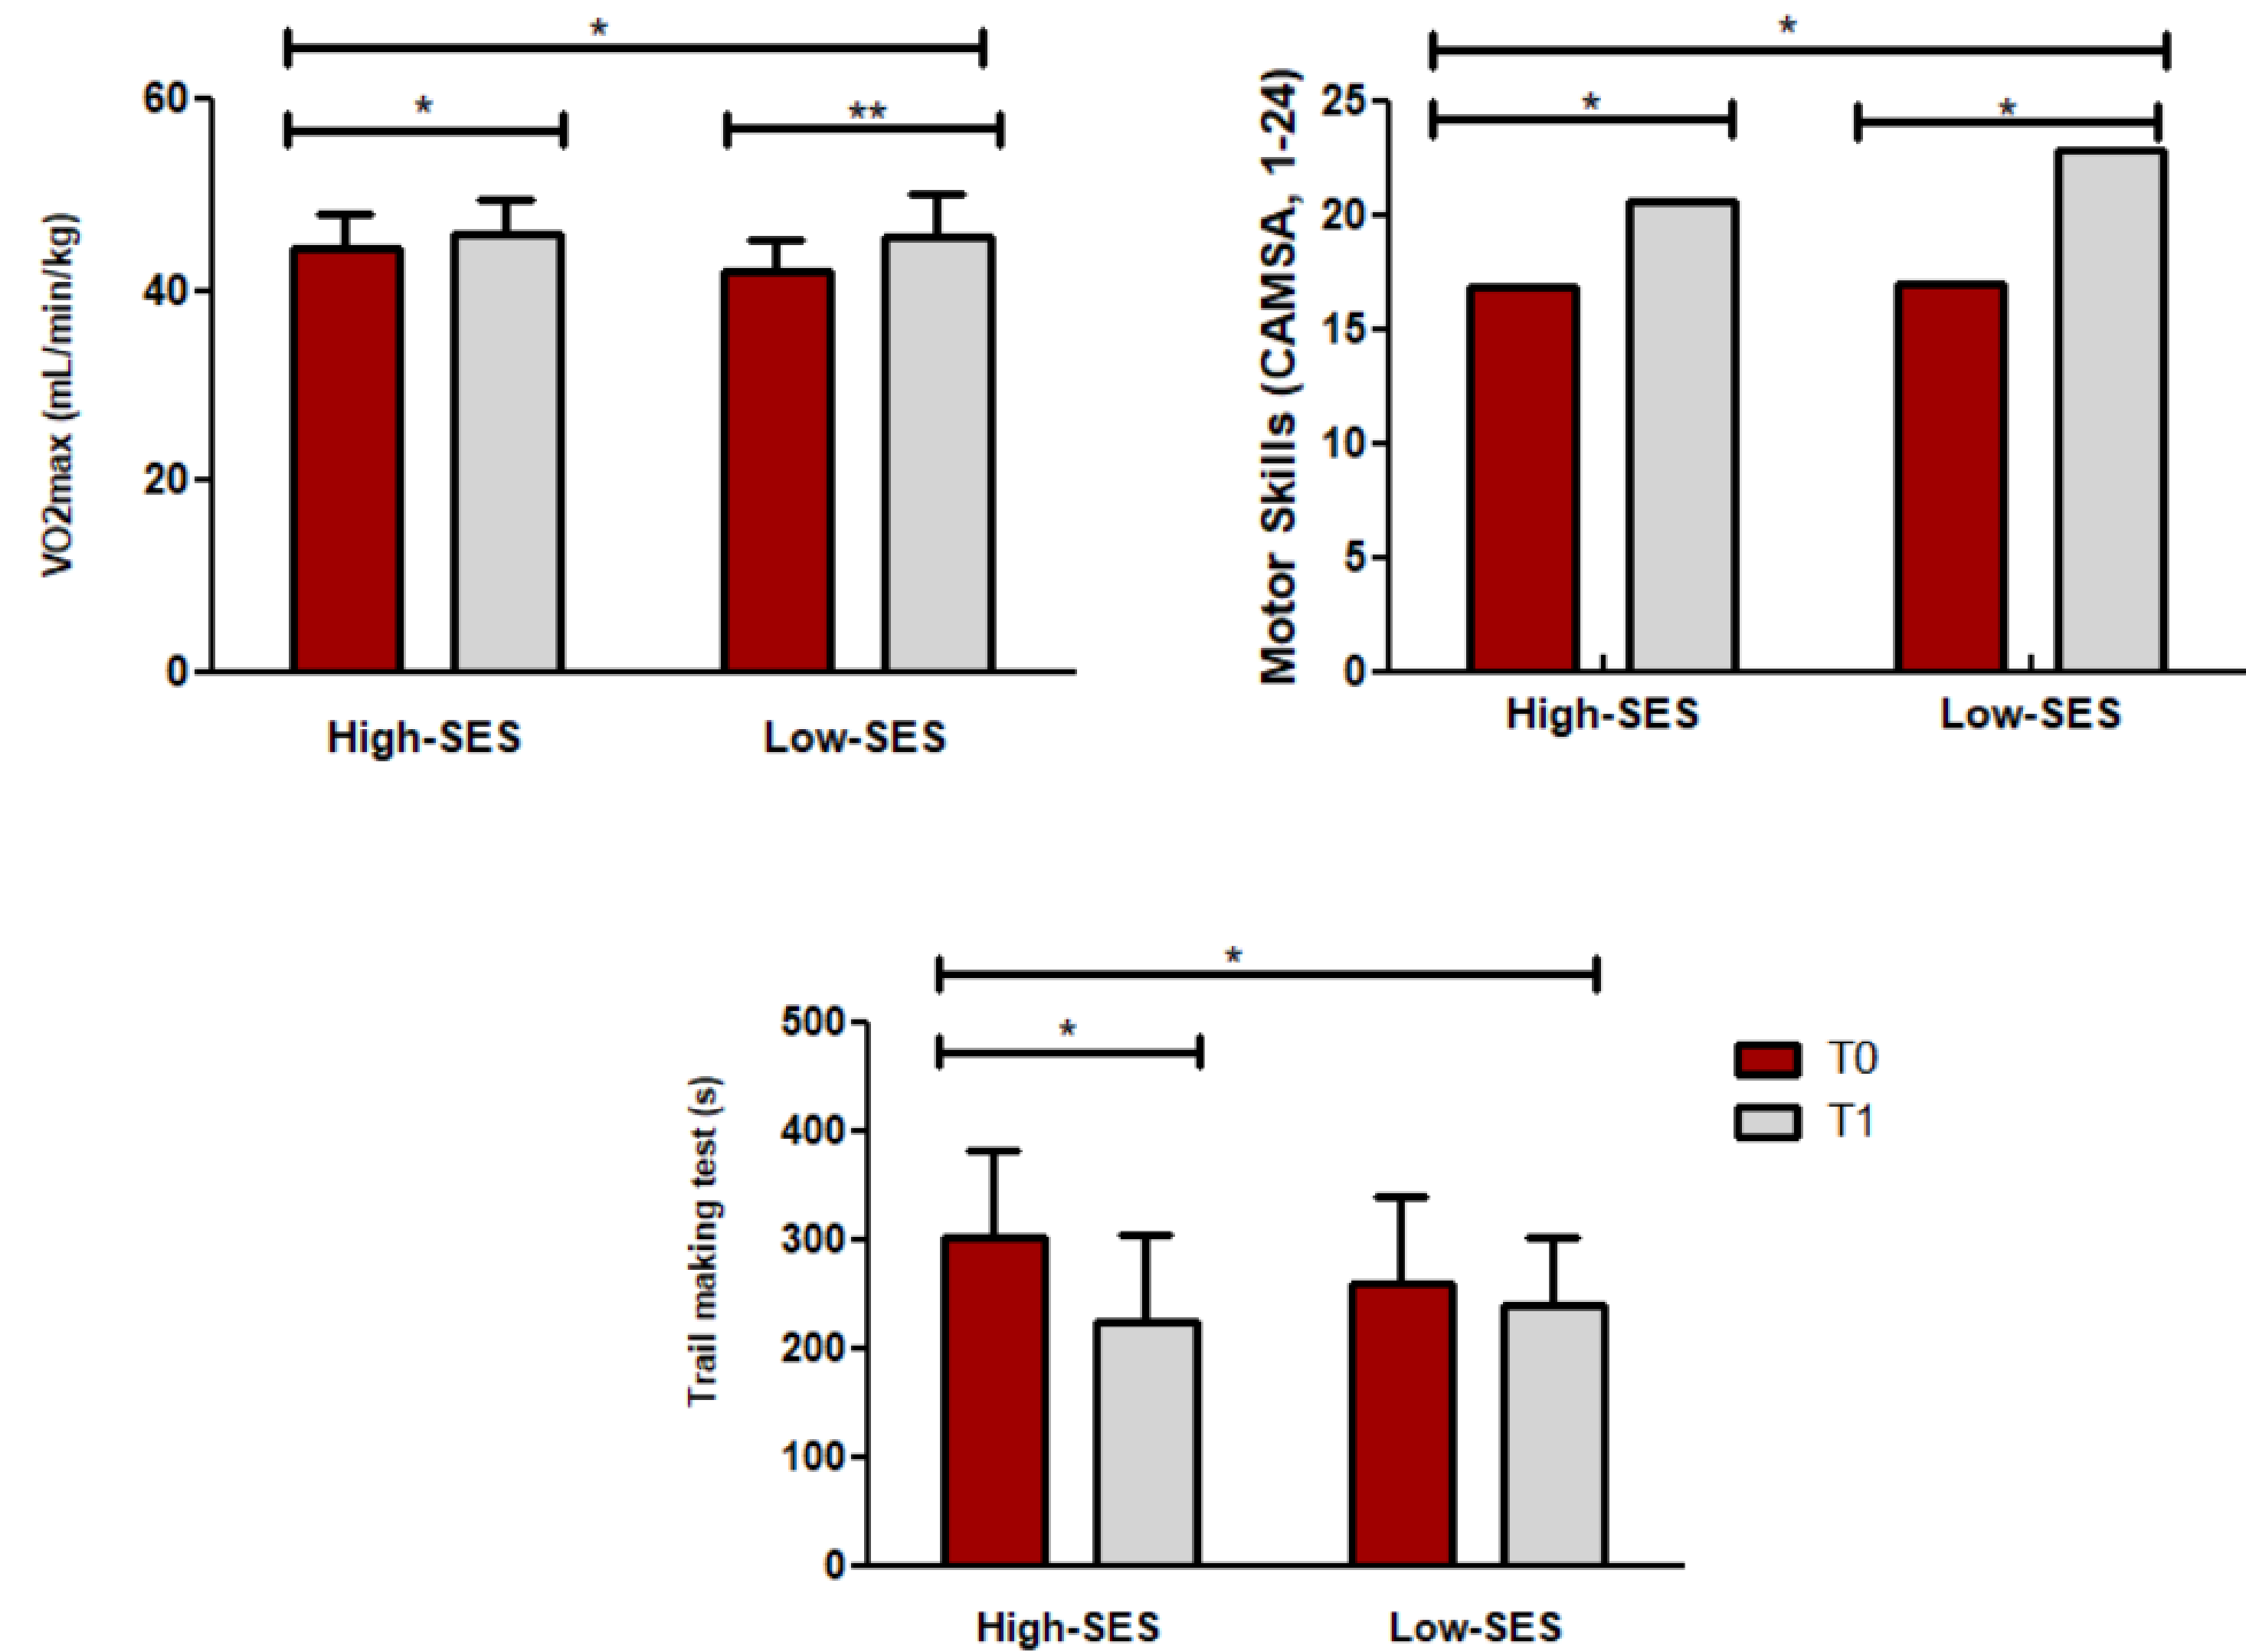 *
* **
60
40
20
0
VO2max (mL/min/kg)
High-SES Low-SES
*
* *
25
20
15
10
5
0
Motor Skills (CAMSA, 1-24)
High-SES Low-SES
*
*
500
400
300
200
100
0
Trail making test (s)
High-SES Low-SES
T0
T1